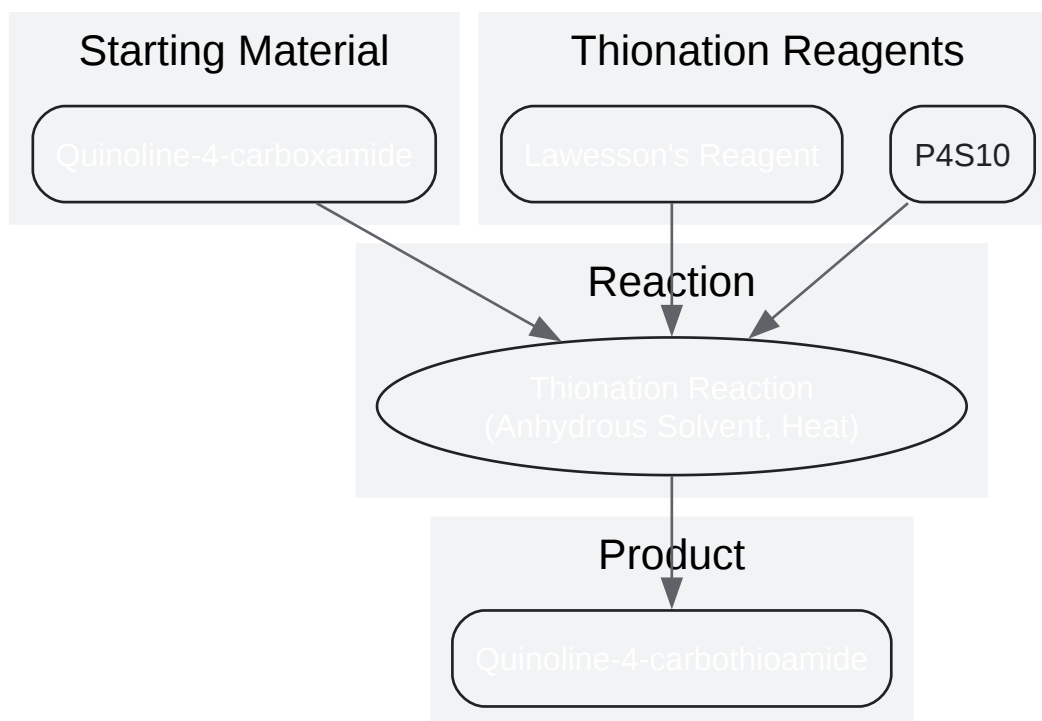 Starting Material
Thionation Reagents
Quinoline-4-carboxamide
Lawesson's Reagent
P4S10
Reaction
Thionation Reaction
(Anhydrous Solvent, Heat)
Product
Quinoline-4-carbothioamide